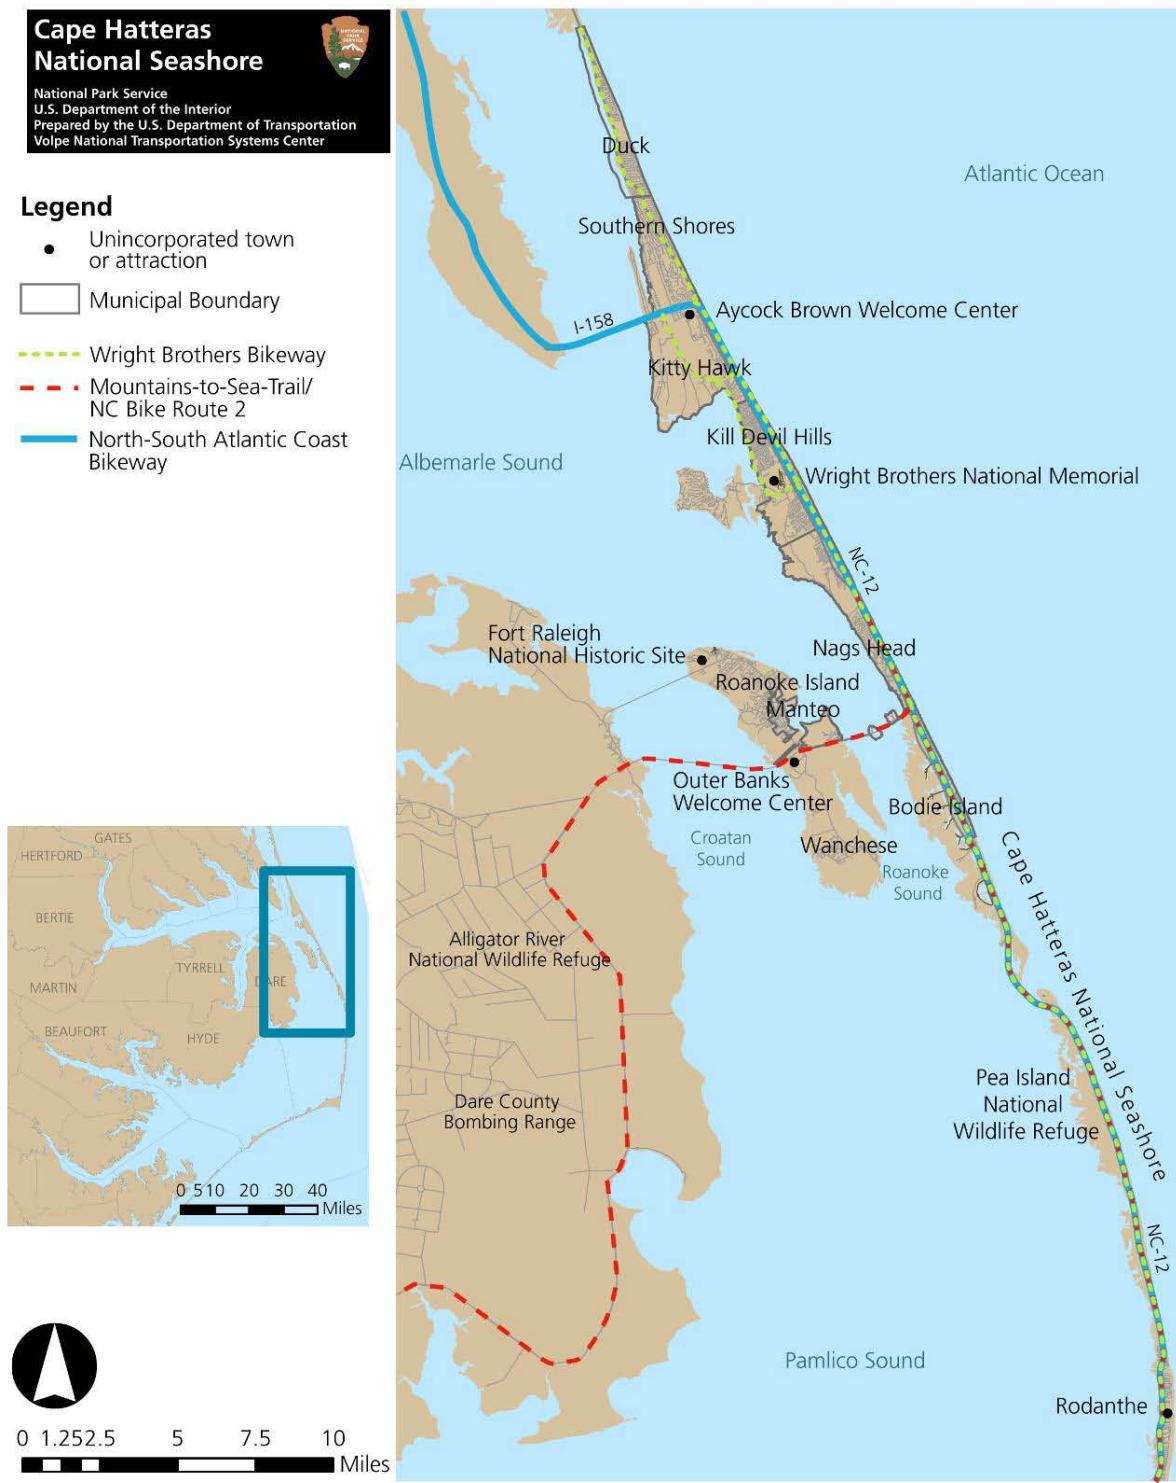 Cape Hatteras
National Seashore
NATIONAL
PARK
SERVICE
National Park Service
U.S. Department of the Interior
Prepared by the U.S. Department of Transportation
Volpe National Transportation Systems Center
Legend
Unincorporated town
or attraction
Municipal Boundary
Wright Brothers Bikeway
Mountains-to-Sea-Trail/
NC Bike Route 2
North-South Atlantic Coast
Bikeway
Duck
Atlantic Ocean
Southern Shores
I-158
Aycock Brown Welcome Center
Kitty Hawk
Kill Devil Hills
Albemarle Sound
Wright Brothers National Memorial
NC-12
Fort Raleigh
National Historic Site
Nags Head
Roanoke Island
Manteo
Outer Banks
Welcome Center
Bodie Island
Croatan
Sound
Wanchese
Roanoke
Sound
Cape Hatteras National Seashore
Alligator River
National Wildlife Refuge
Pea Island
National
Wildlife Refuge
Dare County
Bombing Range
NC-12
Pamlico Sound
Rodanthe
GATES
HERTFORD
BERTIE
TYRRELL
DARE
MARTIN
BEAUFORT
HYDE
0 510 20 30 40
Miles
0 1.252.5 5 7.5 10
Miles